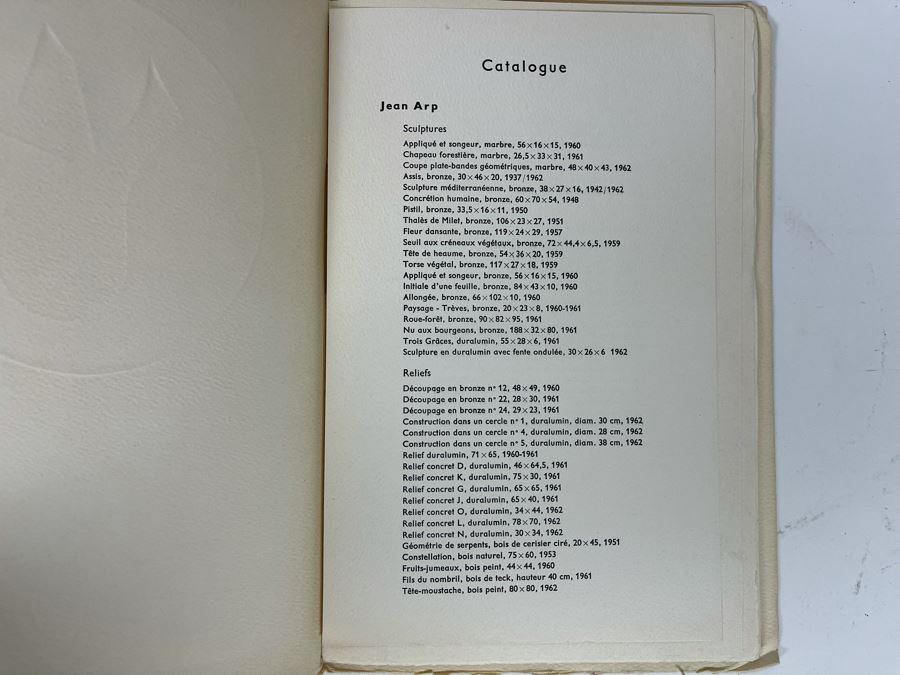 Catalogue
Jean Arp
Sculptures
Appliqué et songeur, marbre, 56×16×15, 1960
Chapeau forestière, marbre, 26,5×33×31, 1961
Coupe plate-bandes géométriques, marbre, 48×40×43, 1962
Assis, bronze, 30×46×20, 1937/1962
Sculpture méditerranéenne, bronze, 38×27×16, 1942/1962
Concrétion humaine, bronze, 60×70×54, 1948
Pistil, bronze, 33,5×16×11, 1950
Thalès de Milet, bronze, 106×23×27, 1951
Fleur dansante, bronze, 119×24×29, 1957
Seuil aux créneaux végétaux, bronze, 72×44,4×6,5, 1959
Tête de heaume, bronze, 54×36×20, 1959
Torse végétal, bronze, 117×27×18, 1959
Appliqué et songeur, bronze, 56×16×15, 1960
Initiale d'une feuille, bronze, 84×43×10, 1960
Allongée, bronze, 66×102×10, 1960
Paysage - Trèves, bronze, 20×23×8, 1960-1961
Roue-forêt, bronze, 90×82×95, 1961
Nu aux bourgeons, bronze, 188×32×80, 1961
Trois Grâces, duralumin, 55×28×6, 1961
Sculpture en duralumin avec fente ondulée, 30×26×6 1962
Reliefs
Découpage en bronze n° 12, 48×49, 1960
Découpage en bronze n° 22, 28×30, 1961
Découpage en bronze n° 24, 29×23, 1961
Construction dans un cercle n° 1, duralumin, diam. 30 cm, 1962
Construction dans un cercle n° 4, duralumin, diam. 28 cm, 1962
Construction dans un cercle n° 5, duralumin, diam. 38 cm, 1962
Relief duralumin, 71×65, 1960-1961
Relief concret D, duralumin, 46×64,5, 1961
Relief concret K, duralumin, 75×30, 1961
Relief concret G, duralumin, 65×65, 1961
Relief concret J, duralumin, 65×40, 1961
Relief concret O, duralumin, 34×44, 1962
Relief concret L, duralumin, 78×70, 1962
Relief concret N, duralumin, 30×34, 1962
Géométrie de serpents, bois de cerisier ciré, 20×45, 1951
Constellation, bois naturel, 75×60, 1953
Fruits-jumeaux, bois peint, 44×44, 1960
Fils du nombril, bois de teck, hauteur 40 cm, 1961
Tête-moustache, bois peint, 80×80, 1962